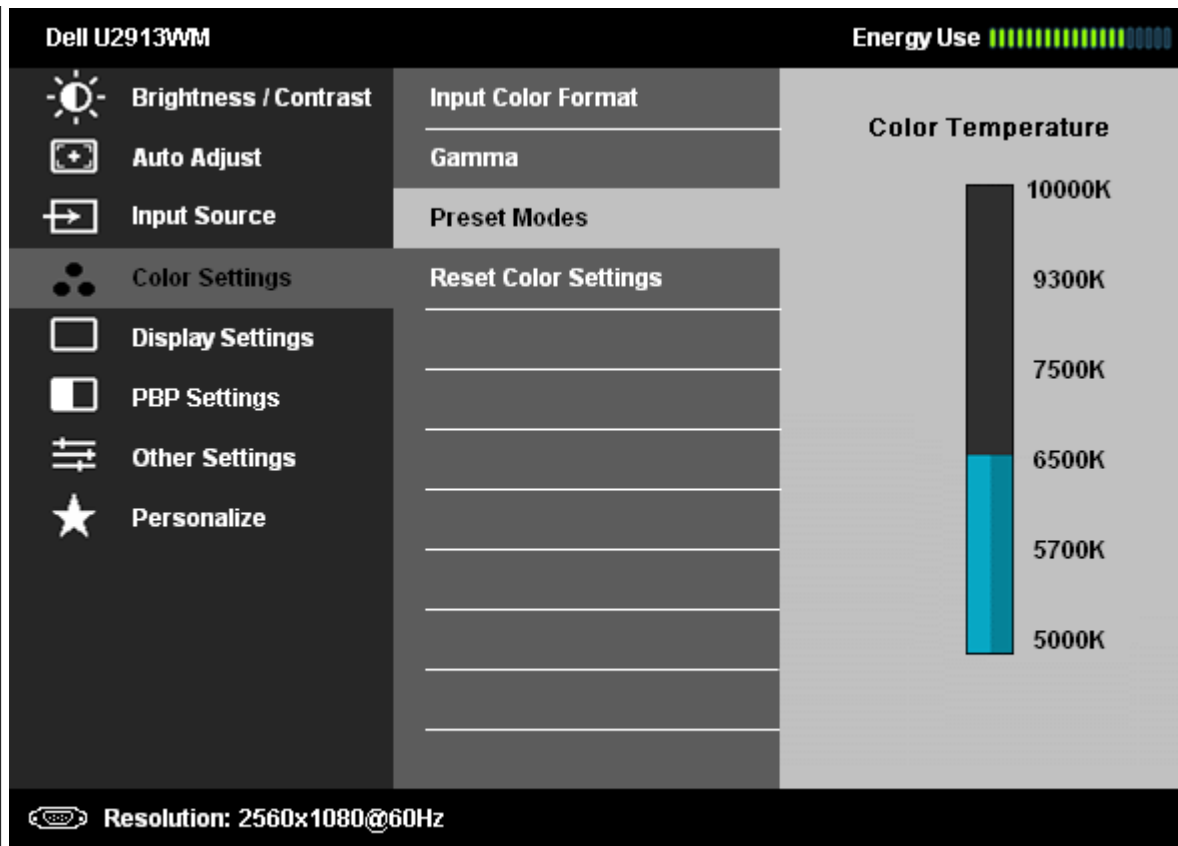 Dell U2913WM
Energy Use
Brightness / Contrast
Auto Adjust
Input Source
Color Settings
Display Settings
PBP Settings
Other Settings
Personalize
Input Color Format
Gamma
Preset Modes
Reset Color Settings
Color Temperature
10000K
9300K
7500K
6500K
5700K
5000K
Resolution: 2560x1080@60Hz